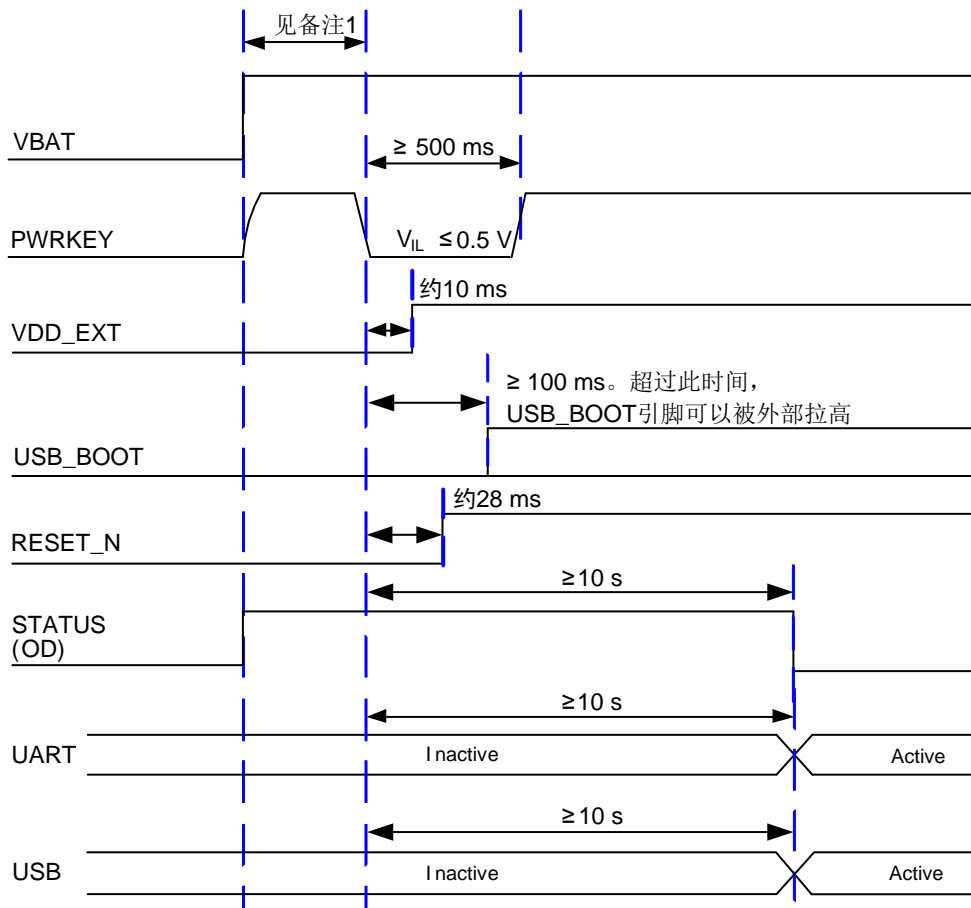 见备注1
VBAT
≥ 500 ms
PWRKEY
VIL ≤0.5 V
约10 ms
VDD_EXT
≥ 100 ms。超过此时间，
USB_BOOT引脚可以被外部拉高
USB_BOOT
约28 ms
RESET_N
≥10 s
STATUS
(OD)
≥10 s
UART
Inactive
Active
≥10 s
USB
Inactive
Active